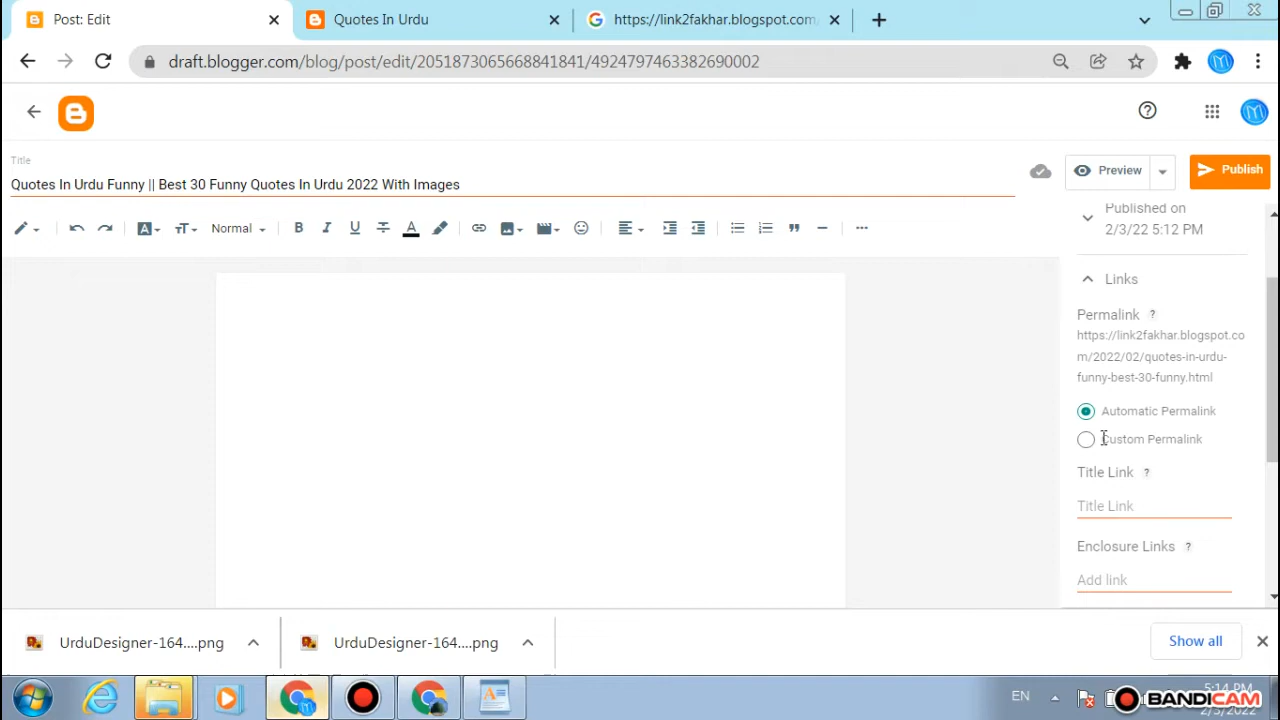 Post: Edit
Quotes In Urdu
https://link2fakhar.blogspot.com/
draft.blogger.com/blog/post/edit/2051873965668841841/4924797463382690002
Title
Quotes In Urdu Funny || Best 30 Funny Quotes In Urdu 2022 With Images
Preview
Publish
Normal
Published on
2/3/22 5:12 PM
Links
Permalink
https://link2fakhar.blogspot.co
m/2022/02/quotes-in-urdu-
funny-best-30-funny.html
Automatic Permalink
Custom Permalink
Title Link
Title Link
Enclosure Links
Add link
UrduDesigner-164....png
UrduDesigner-164....png
Show all
EN
5:14 PM
BANDICAM